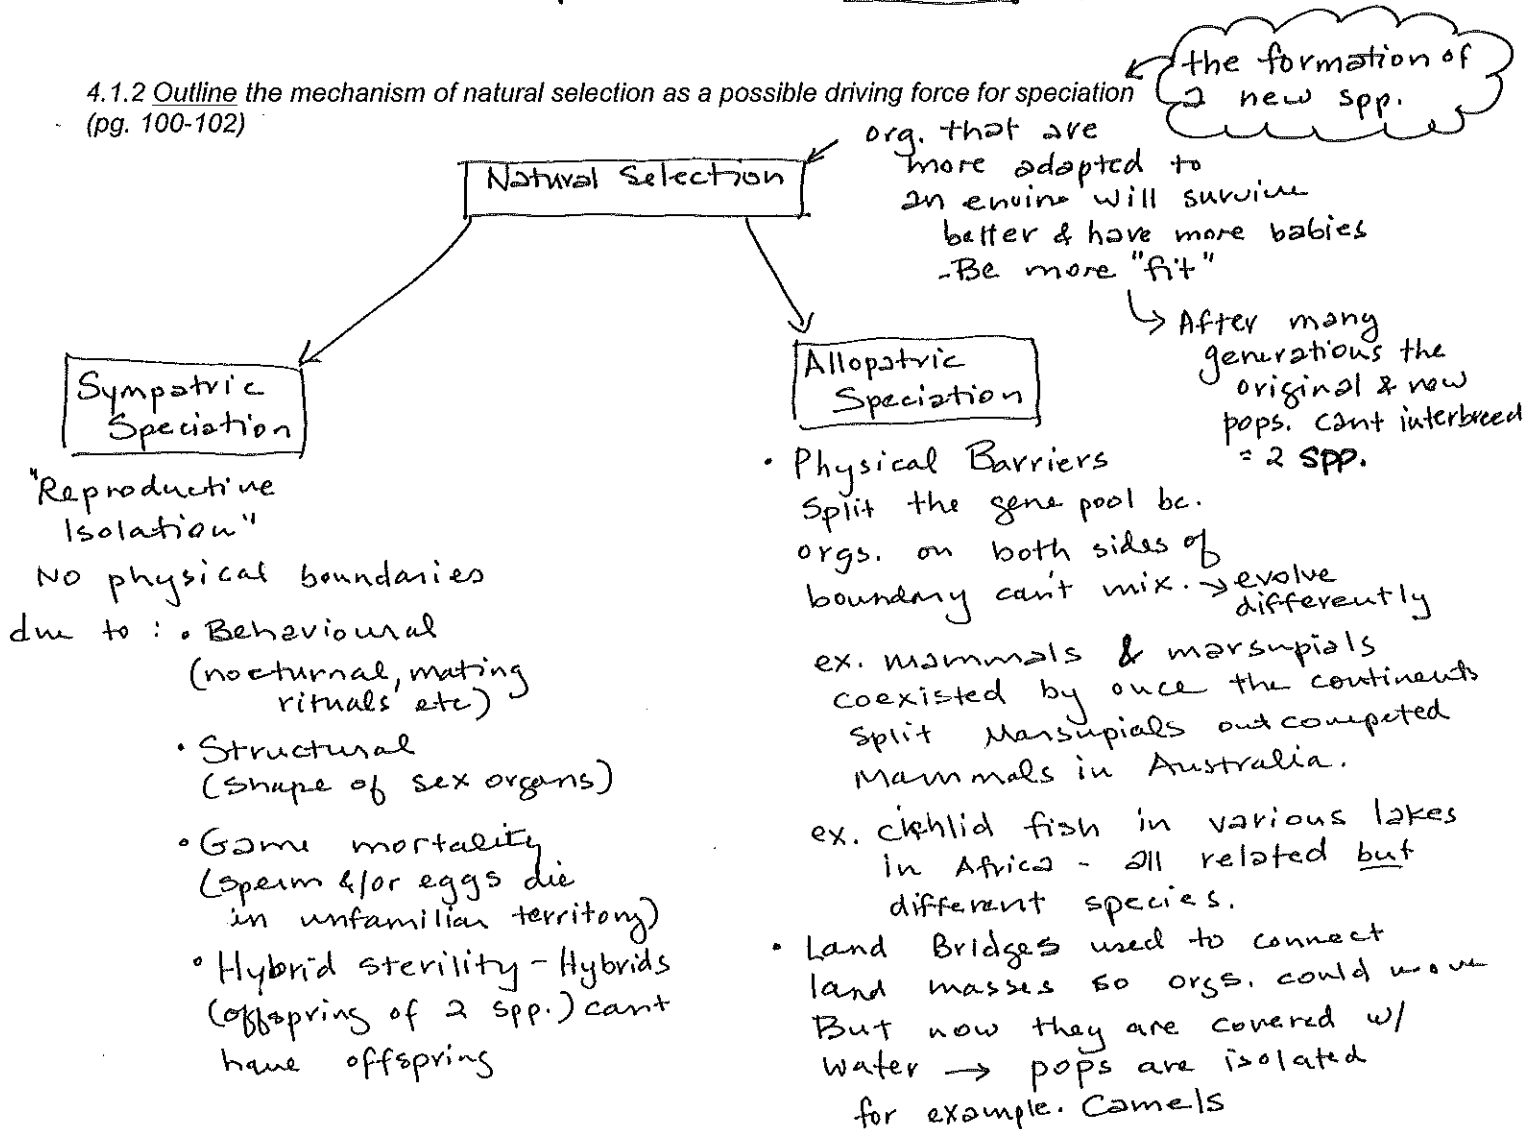 4.1.2 Outline the mechanism of natural selection as a possible driving force for speciation
(pg. 100-102)
the formation of
2 new spp.
Natural Selection
org. that are
more adapted to
an enviro will survive
better & have more babies
-Be more "fit"
After many
generations the
original & new
pops. cant interbreed
= 2 spp.
Sympatric
Speciation
"Reproductive
Isolation"
No physical boundaries
due to : • Behavioural
(nocturnal, mating
rituals etc)
• Structural
(shape of sex organs)
• Game mortality
(sperm &/or eggs die
in unfamiliar territory)
• Hybrid sterility - Hybrids
(offspring of 2 spp.) cant
have offspring
Allopatric
Speciation
• Physical Barriers
Split the gene pool bc.
orgs. on both sides of
boundary can't mix. → evolve
differently
ex. mammals & marsupials
coexisted by once the continents
split Marsupials outcompeted
Mammals in Australia.
ex. cichlid fish in various lakes
in Africa - all related but
different species.
• Land Bridges used to connect
land masses so orgs. could move
But now they are covered w/
water → pops are isolated
for example. Camels